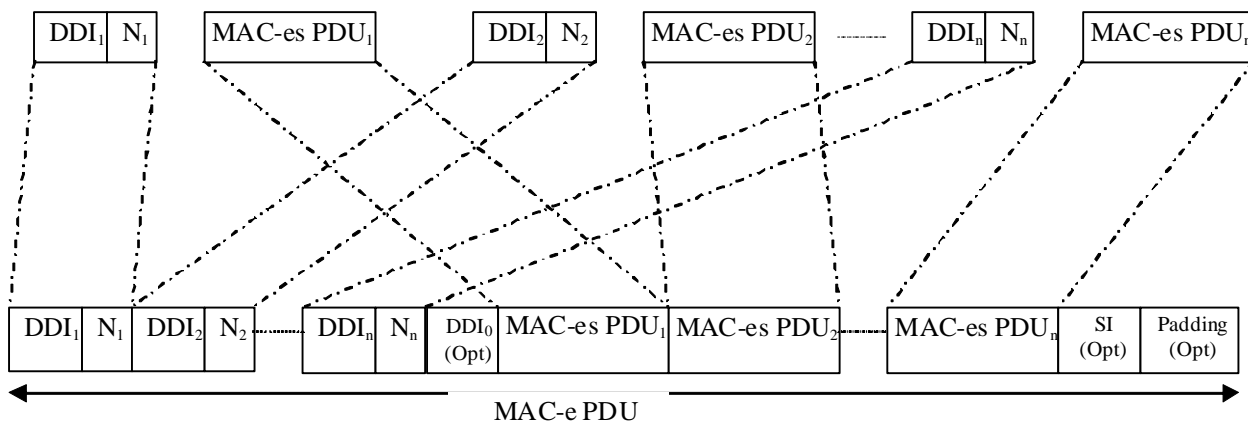 DDI₁ N₁ MAC-es PDU₁ DDI₂ N₂ MAC-es PDU₂ DDIₙ Nₙ MAC-es PDUₙ
DDI₁ N₁ DDI₂ N₂ DDIₙ Nₙ DDI₀ (Opt) MAC-es PDU₁ MAC-es PDU₂ MAC-es PDUₙ SI (Opt) Padding (Opt)
MAC-e PDU